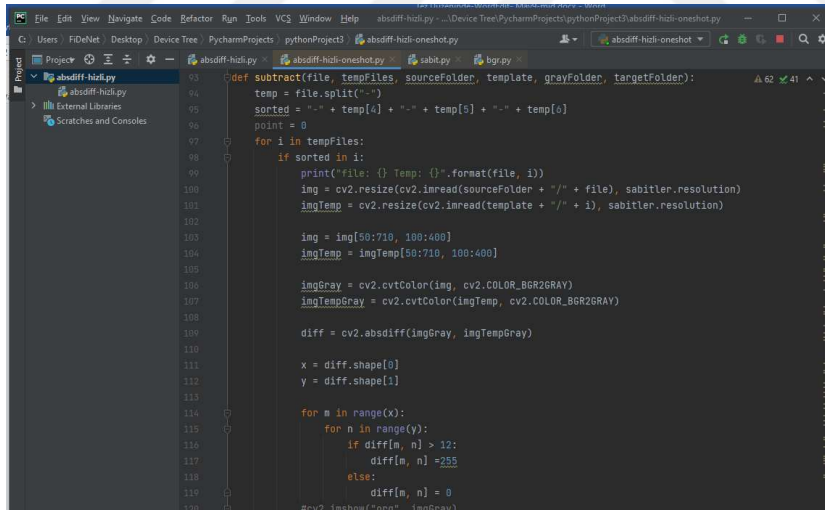 File Edit View Navigate Code Refactor Run Tools VCS Window Help absdiff-hizli.py - ...\Device Tree\PycharmProjects\pythonProject3\absdiff-hizli-oneshot.py
C: Users FiDeNet Desktop Device Tree PycharmProjects pythonProject3 absdiff-hizli-oneshot.py absdiff-hizli-oneshot
Project absdiff-hizli.py absdiff-hizli-oneshot.py sabit.py bgr.py
absdiff-hizli.py
absdiff-hizli.py
External Libraries
Scratches and Consoles
Project
62 41
93 def subtract(file, tempFiles, sourceFolder, template, grayFolder, targetFolder):
94 temp = file.split("-")
95 sorted = "-" + temp[4] + "-" + temp[5] + "-" + temp[6]
96 point = 0
97 for i in tempFiles:
98 if sorted in i:
99 print("file: {} Temp: {}".format(file, i))
100 img = cv2.resize(cv2.imread(sourceFolder + "/" + file), sabitler.resolution)
101 imgTemp = cv2.resize(cv2.imread(template + "/" + i), sabitler.resolution)
102
103 img = img[50:710, 100:400]
104 imgTemp = imgTemp[50:710, 100:400]
105
106 imgGray = cv2.cvtColor(img, cv2.COLOR_BGR2GRAY)
107 imgTempGray = cv2.cvtColor(imgTemp, cv2.COLOR_BGR2GRAY)
108
109 diff = cv2.absdiff(imgGray, imgTempGray)
110
111 x = diff.shape[0]
112 y = diff.shape[1]
113
114 for m in range(x):
115 for n in range(y):
116 if diff[m, n] > 12:
117 diff[m, n] =255
118 else:
119 diff[m, n] = 0
#cv2.imshow("org", imgGray)